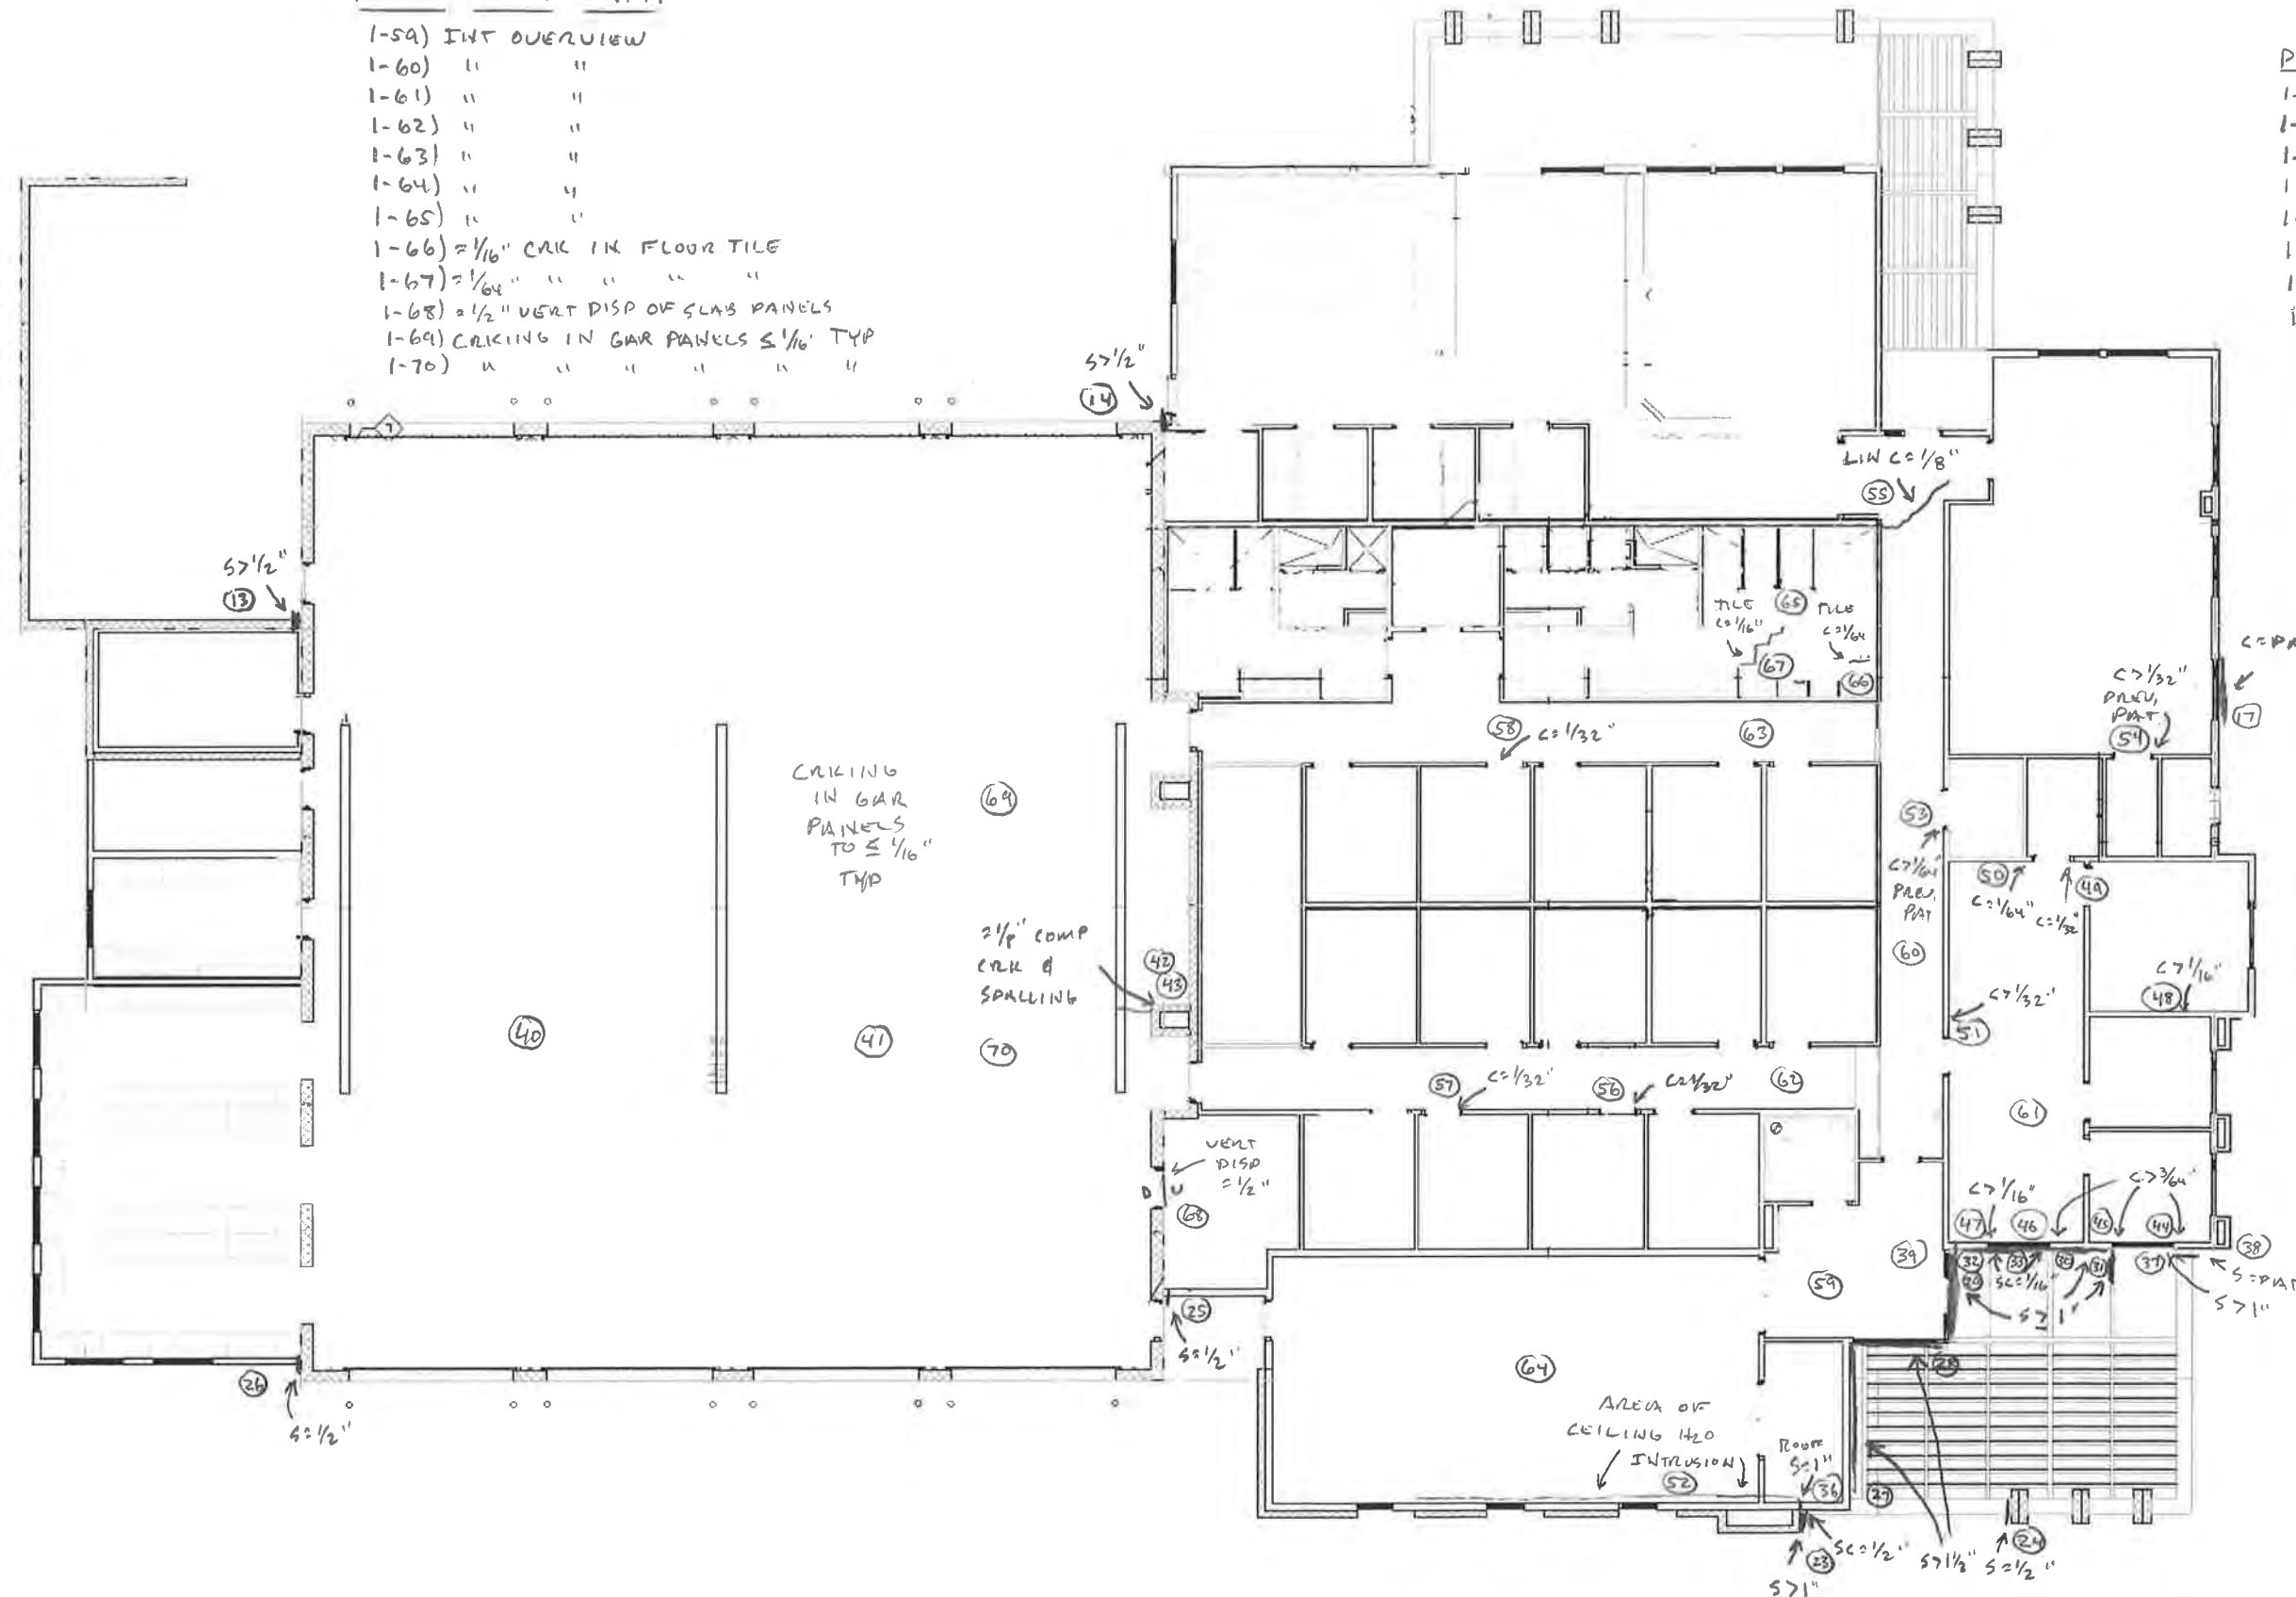 1-59) INT OVERVIEW
1-60) " "
1-61) " "
1-62) " "
1-63) " "
1-64) " "
1-65) " "
1-66) ≈ 1/16" CRK IN FLOOR TILE
1-67) ≈ 1/64" " " " "
1-68) ≈ 1/2" VERT DISP OF SLAB PANELS
1-69) CRKING IN GAR PANELS ≤ 1/16" TYP
1-70) " " " " " "
S>1/2"
14
7
LIN C=1/8"
55
S>1/2"
13
TILE
C=1/16"
65
TILE
C=1/64
67
66
17
C>1/32"
PREV.
PAT.
54
58
C=1/32"
63
CRKING
IN GAR
PANELS
TO ≤ 1/16"
TYP
69
53
C>1/64"
PREV.
PAT
50
C=1/64"
49
C=1/32
60
COMP
CRK &
SPALLING
42
43
C>1/16"
48
C>1/32"
51
40
41
70
57
C=1/32"
56
C=1/32"
62
61
VERT
DISP
=1/2"
D U
68
C>1/16"
C>3/64"
47
46
45
44
39
32
33
SC=1/16"
31
37
38
S>1"
S>1"
59
25
S=1/2"
26
S=1/2"
64
28
AREA OF
CEILING H2O
INTRUSION
52
ROOF
S=1"
36
27
SC=1/2"
23
S>1"
S>1 1/2"
24
S=1/2"